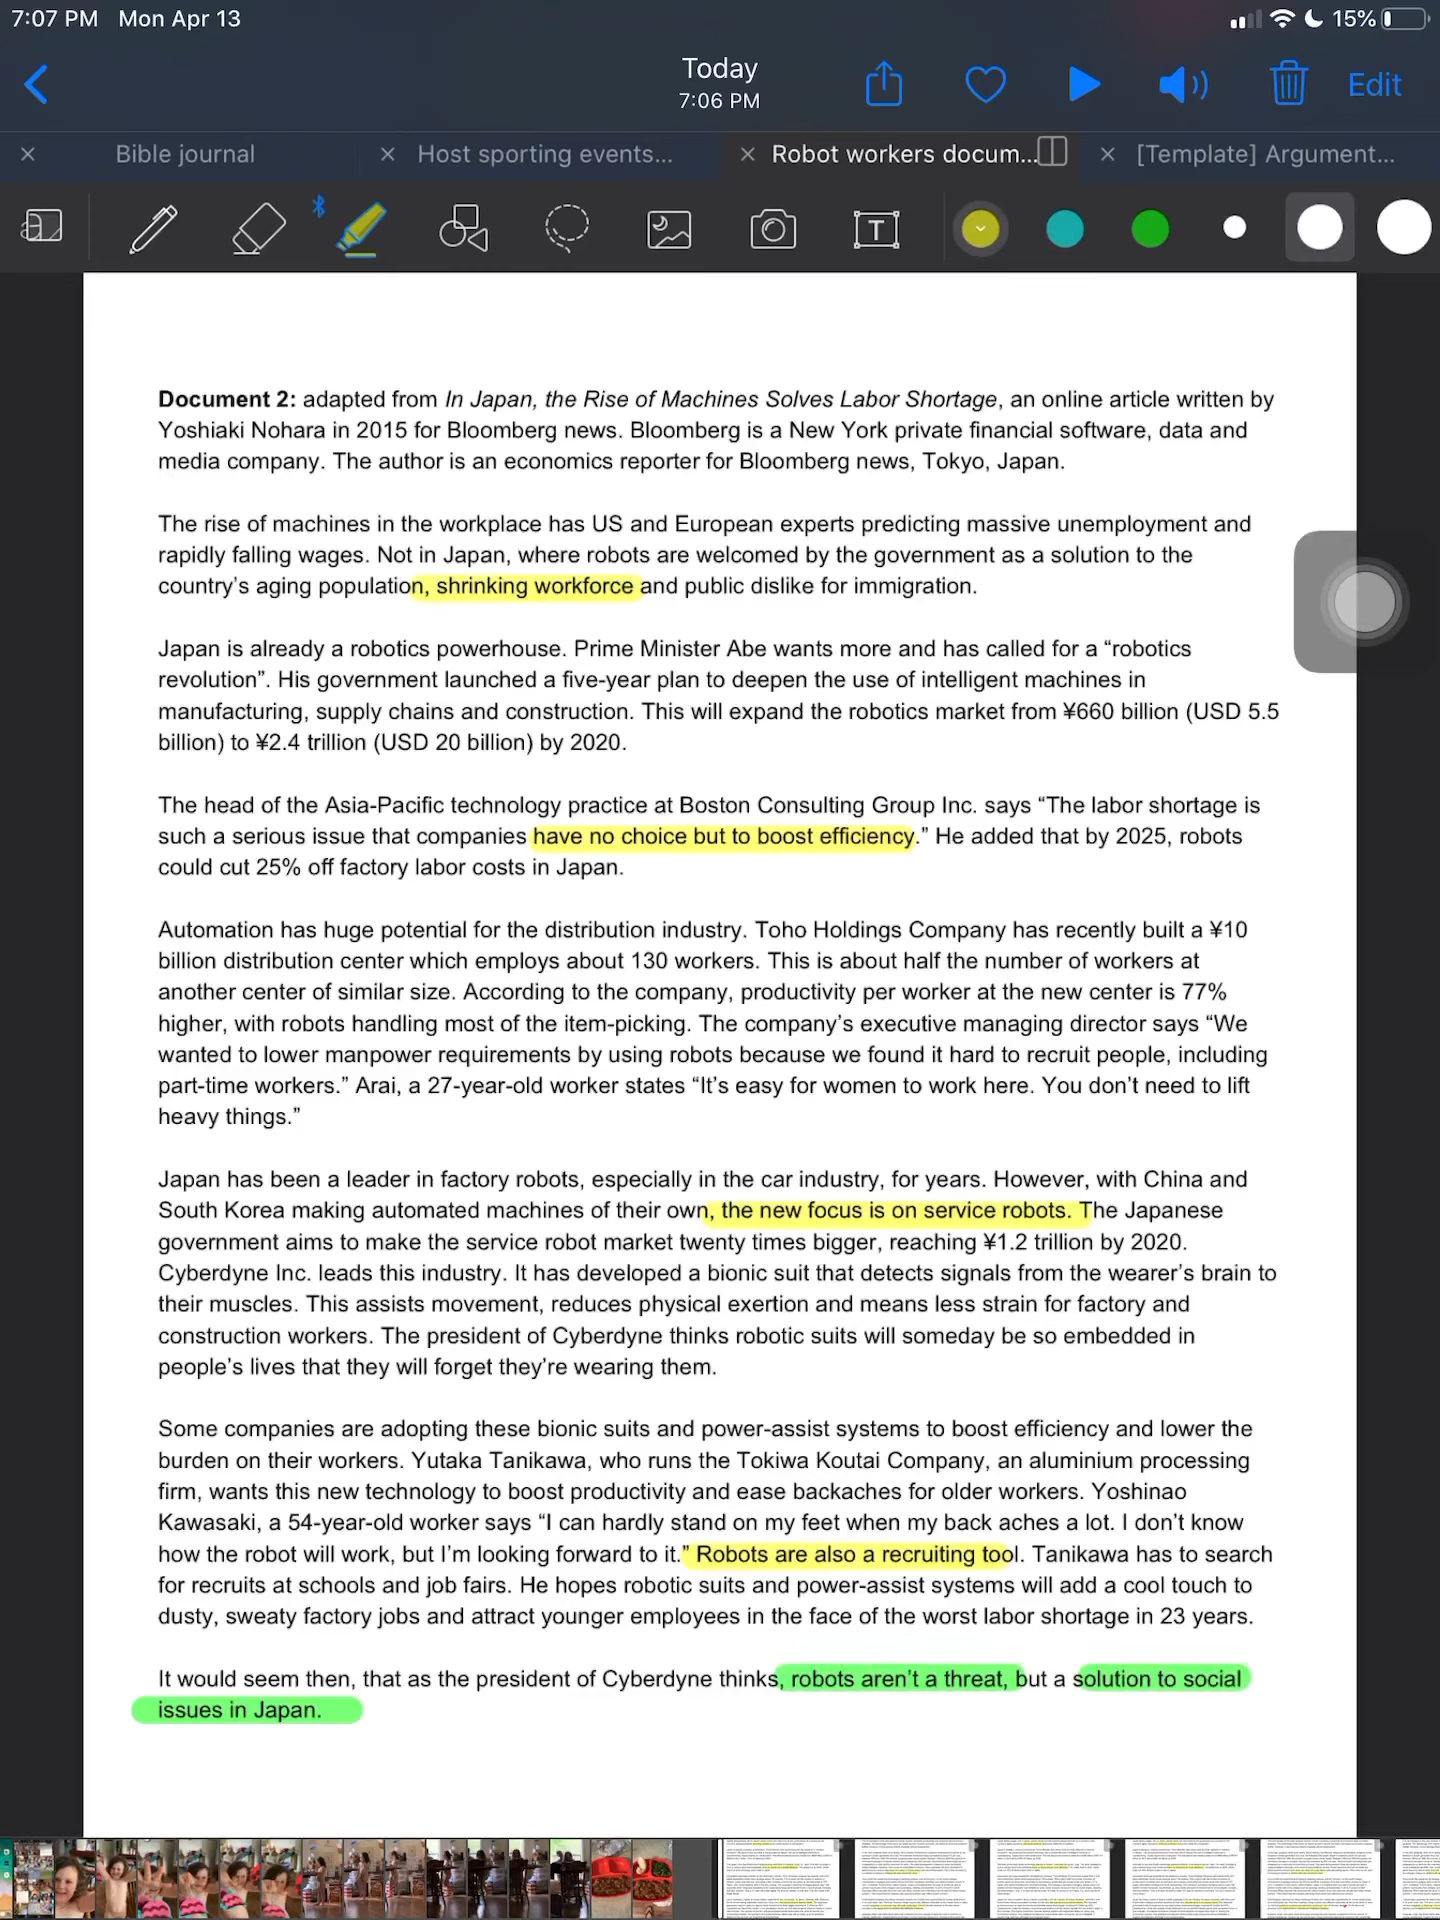 7:07 PM Mon Apr 13
15%
Today
7:06 PM
Edit
Bible journal
Host sporting events...
Robot workers docum...
[Template] Argument...
T
Document 2: adapted from In Japan, the Rise of Machines Solves Labor Shortage, an online article written by
Yoshiaki Nohara in 2015 for Bloomberg news. Bloomberg is a New York private financial software, data and
media company. The author is an economics reporter for Bloomberg news, Tokyo, Japan.
The rise of machines in the workplace has US and European experts predicting massive unemployment and
rapidly falling wages. Not in Japan, where robots are welcomed by the government as a solution to the
country’s aging population, shrinking workforce and public dislike for immigration.
Japan is already a robotics powerhouse. Prime Minister Abe wants more and has called for a “robotics
revolution”. His government launched a five-year plan to deepen the use of intelligent machines in
manufacturing, supply chains and construction. This will expand the robotics market from ¥660 billion (USD 5.5
billion) to ¥2.4 trillion (USD 20 billion) by 2020.
The head of the Asia-Pacific technology practice at Boston Consulting Group Inc. says “The labor shortage is
such a serious issue that companies have no choice but to boost efficiency.” He added that by 2025, robots
could cut 25% off factory labor costs in Japan.
Automation has huge potential for the distribution industry. Toho Holdings Company has recently built a ¥10
billion distribution center which employs about 130 workers. This is about half the number of workers at
another center of similar size. According to the company, productivity per worker at the new center is 77%
higher, with robots handling most of the item-picking. The company’s executive managing director says “We
wanted to lower manpower requirements by using robots because we found it hard to recruit people, including
part-time workers.” Arai, a 27-year-old worker states “It’s easy for women to work here. You don’t need to lift
heavy things.”
Japan has been a leader in factory robots, especially in the car industry, for years. However, with China and
South Korea making automated machines of their own, the new focus is on service robots. The Japanese
government aims to make the service robot market twenty times bigger, reaching ¥1.2 trillion by 2020.
Cyberdyne Inc. leads this industry. It has developed a bionic suit that detects signals from the wearer’s brain to
their muscles. This assists movement, reduces physical exertion and means less strain for factory and
construction workers. The president of Cyberdyne thinks robotic suits will someday be so embedded in
people’s lives that they will forget they’re wearing them.
Some companies are adopting these bionic suits and power-assist systems to boost efficiency and lower the
burden on their workers. Yutaka Tanikawa, who runs the Tokiwa Koutai Company, an aluminium processing
firm, wants this new technology to boost productivity and ease backaches for older workers. Yoshinao
Kawasaki, a 54-year-old worker says “I can hardly stand on my feet when my back aches a lot. I don’t know
how the robot will work, but I’m looking forward to it.” Robots are also a recruiting tool. Tanikawa has to search
for recruits at schools and job fairs. He hopes robotic suits and power-assist systems will add a cool touch to
dusty, sweaty factory jobs and attract younger employees in the face of the worst labor shortage in 23 years.
It would seem then, that as the president of Cyberdyne thinks, robots aren’t a threat, but a solution to social
issues in Japan.